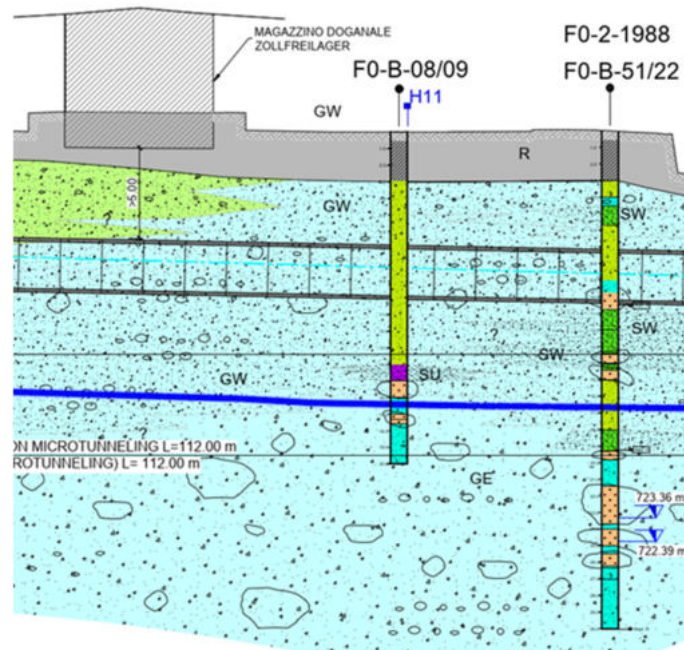 MAGAZZINO DOGANALE
ZOLLFREILAGER
F0-2-1988
F0-B-08/09
F0-B-51/22
H11
GW
R
>5.00
GW
SW
?
SW
SW
GW
SU
?
ON MICROTUNNELING L=112.00 m
ROTUNNELING) L= 112.00 m
GE
723.36 m
722.39 m